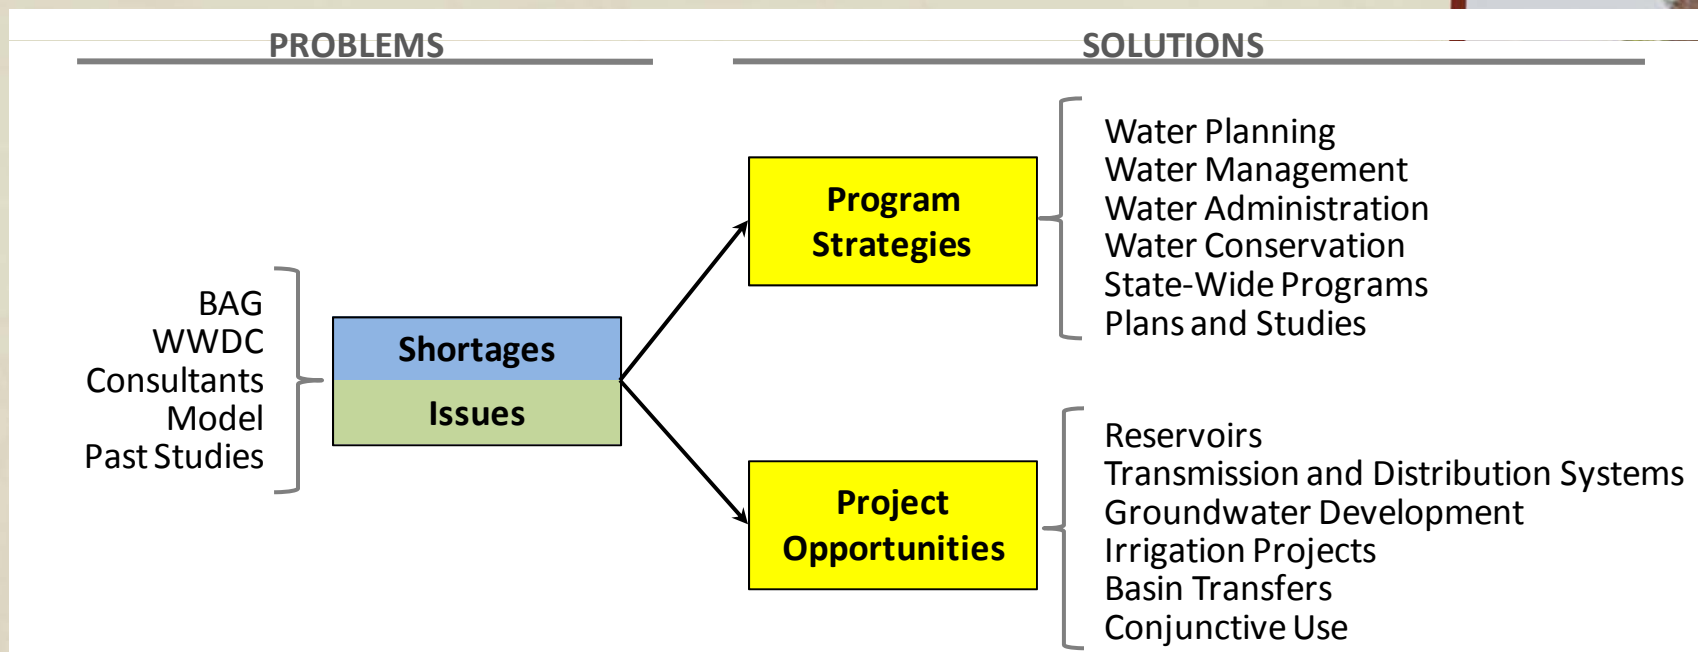 PROBLEMS
SOLUTIONS
BAG
WWDC
Consultants
Model
Past Studies
Shortages
Issues
Program
Strategies
Water Planning
Water Management
Water Administration
Water Conservation
State-Wide Programs
Plans and Studies
Project
Opportunities
Reservoirs
Transmission and Distribution Systems
Groundwater Development
Irrigation Projects
Basin Transfers
Conjunctive Use